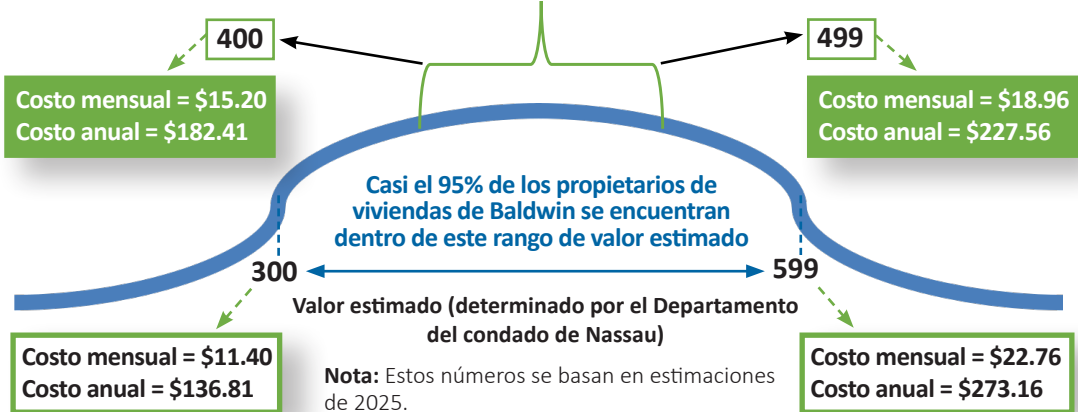 400
499
Costo mensual = $15.20
Costo anual = $182.41
Costo mensual = $18.96
Costo anual = $227.56
Casi el 95% de los propietarios de
viviendas de Baldwin se encuentran
dentro de este rango de valor estimado
300
599
Valor estimado (determinado por el Departamento
del condado de Nassau)
Costo mensual = $11.40
Costo anual = $136.81
Nota: Estos números se basan en estimaciones
de 2025.
Costo mensual = $22.76
Costo anual = $273.16